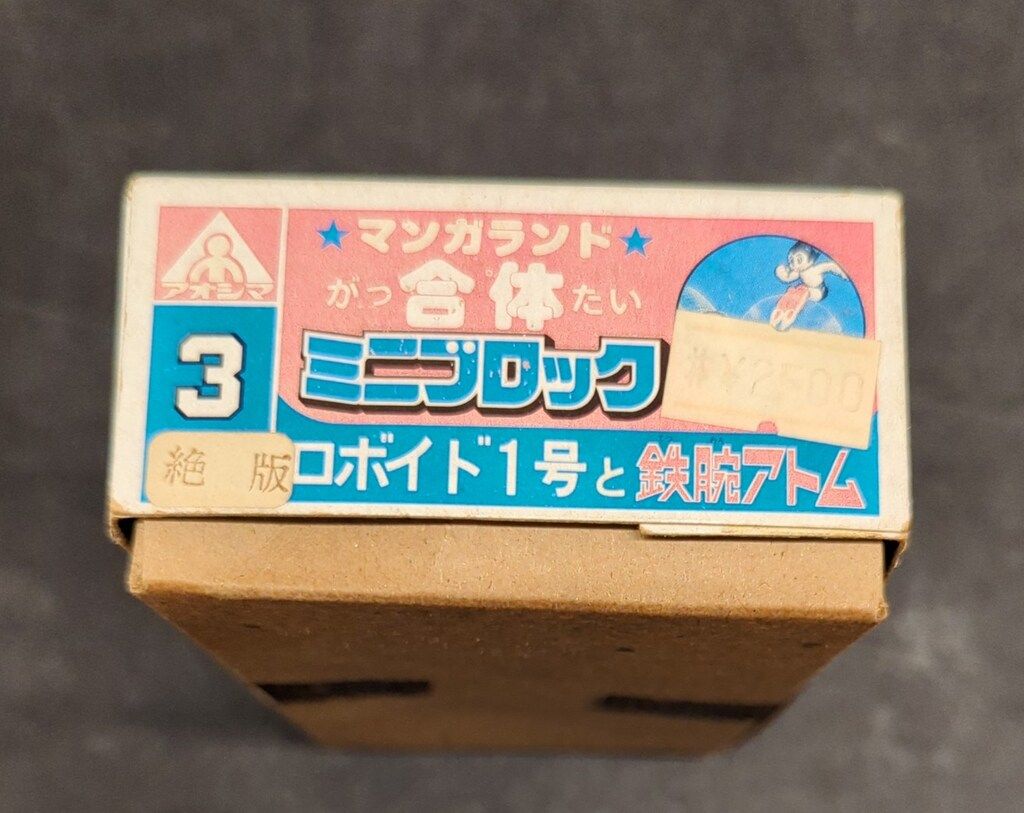 アオシマ
3
★マンガランド★
がっ合体たい
ミニブロック
絶 版
ロボイド1号と鉄腕アトム